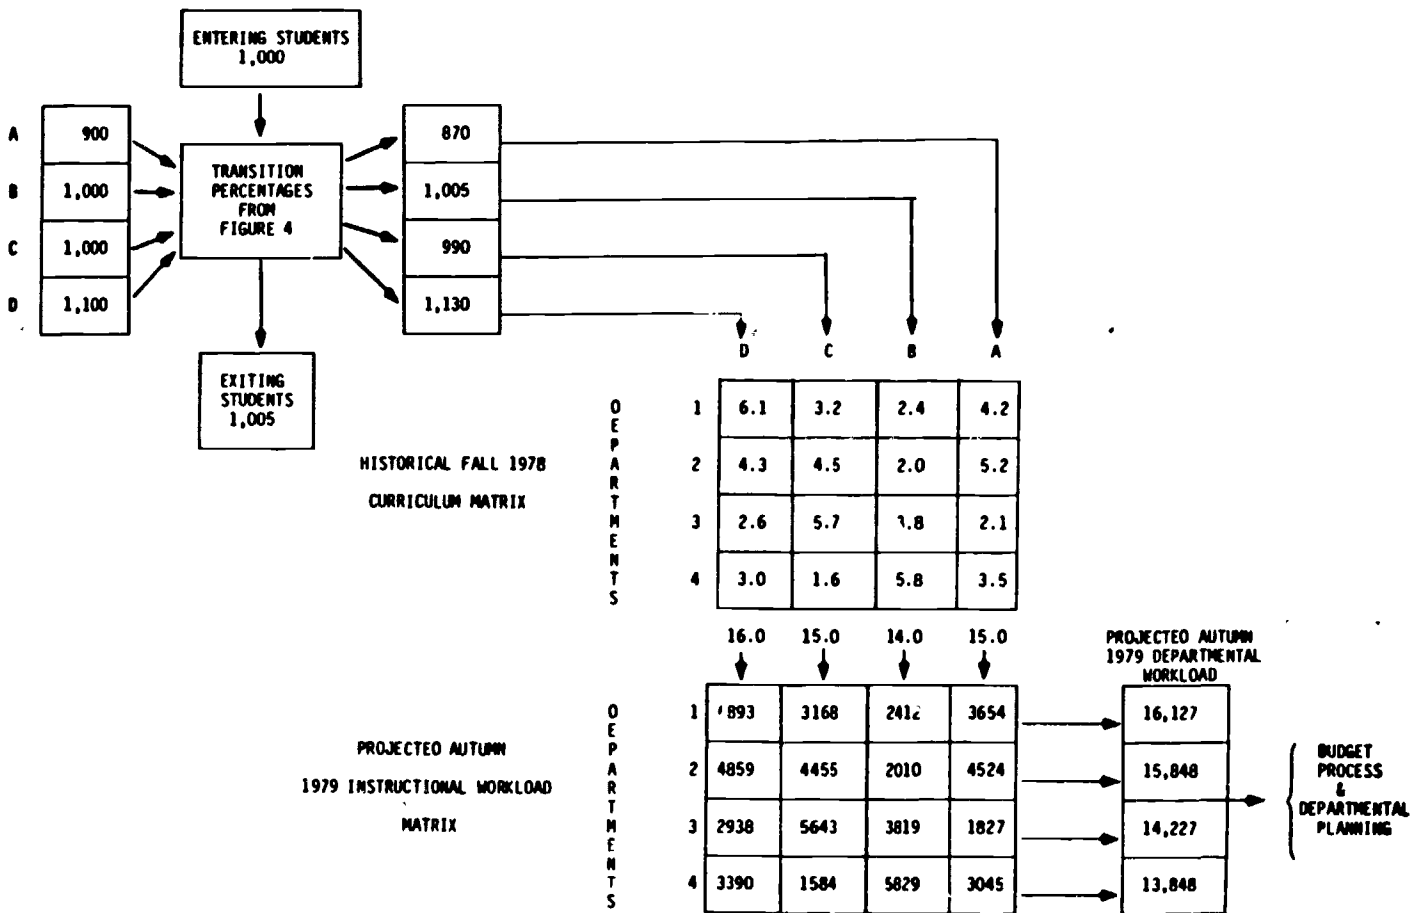 ENTERING STUDENTS
1,000
A 900
B 1,000
C 1,000
D 1,100
TRANSITION
PERCENTAGES
FROM
FIGURE 4
870
1,005
990
1,130
EXITING
STUDENTS
1,005
D C B A
HISTORICAL FALL 1978
CURRICULUM MATRIX
DEPARTMENTS
1 6.1 3.2 2.4 4.2
2 4.3 4.5 2.0 5.2
3 2.6 5.7 2.1
4 3.0 1.6 5.8 3.5
16.0 15.0 14.0 15.0
PROJECTED AUTUMN
1979 INSTRUCTIONAL WORKLOAD
MATRIX
DEPARTMENTS
1 3168 2412 3654
2 4859 4455 2010 4524
3 2938 5643 3819 1827
4 3390 1584 5829 3045
PROJECTED AUTUMN
1979 DEPARTMENTAL
WORKLOAD
16,127
15,848
14,227
13,848
BUDGET
PROCESS
&
DEPARTMENTAL
PLANNING